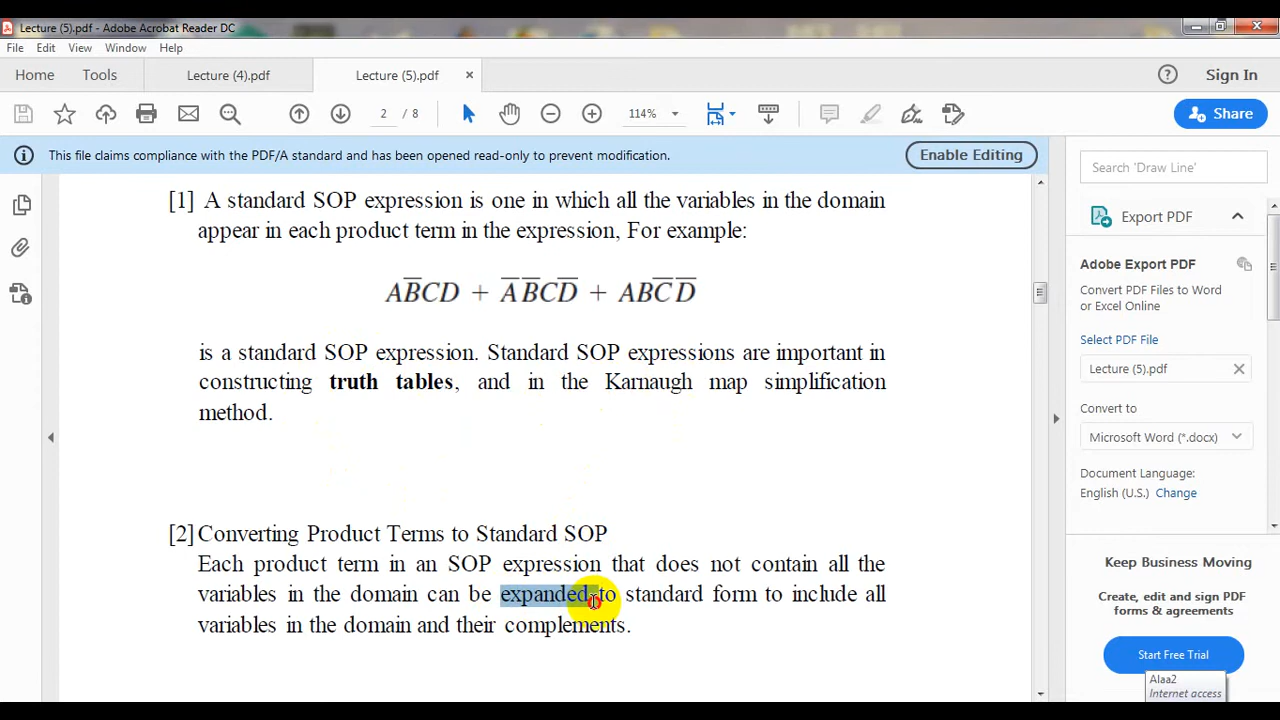 Lecture (5).pdf - Adobe Acrobat Reader DC
File Edit View Window Help
Home Tools Lecture (4).pdf Lecture (5).pdf × Sign In
2 / 8 114% Share
This file claims compliance with the PDF/A standard and has been opened read-only to prevent modification. Enable Editing
[1] A standard SOP expression is one in which all the variables in the domain
appear in each product term in the expression, For example:
AB̅CD + A̅B̅CD̅ + ABC̅D̅
is a standard SOP expression. Standard SOP expressions are important in
constructing truth tables, and in the Karnaugh map simplification
method.
[2] Converting Product Terms to Standard SOP
Each product term in an SOP expression that does not contain all the
variables in the domain can be expanded to standard form to include all
variables in the domain and their complements.
Search 'Draw Line'
Export PDF
Adobe Export PDF
Convert PDF Files to Word
or Excel Online
Select PDF File
Lecture (5).pdf
Convert to
Microsoft Word (*.docx)
Document Language:
English (U.S.) Change
Keep Business Moving
Create, edit and sign PDF
forms & agreements
Start Free Trial
Alaa2
Internet access